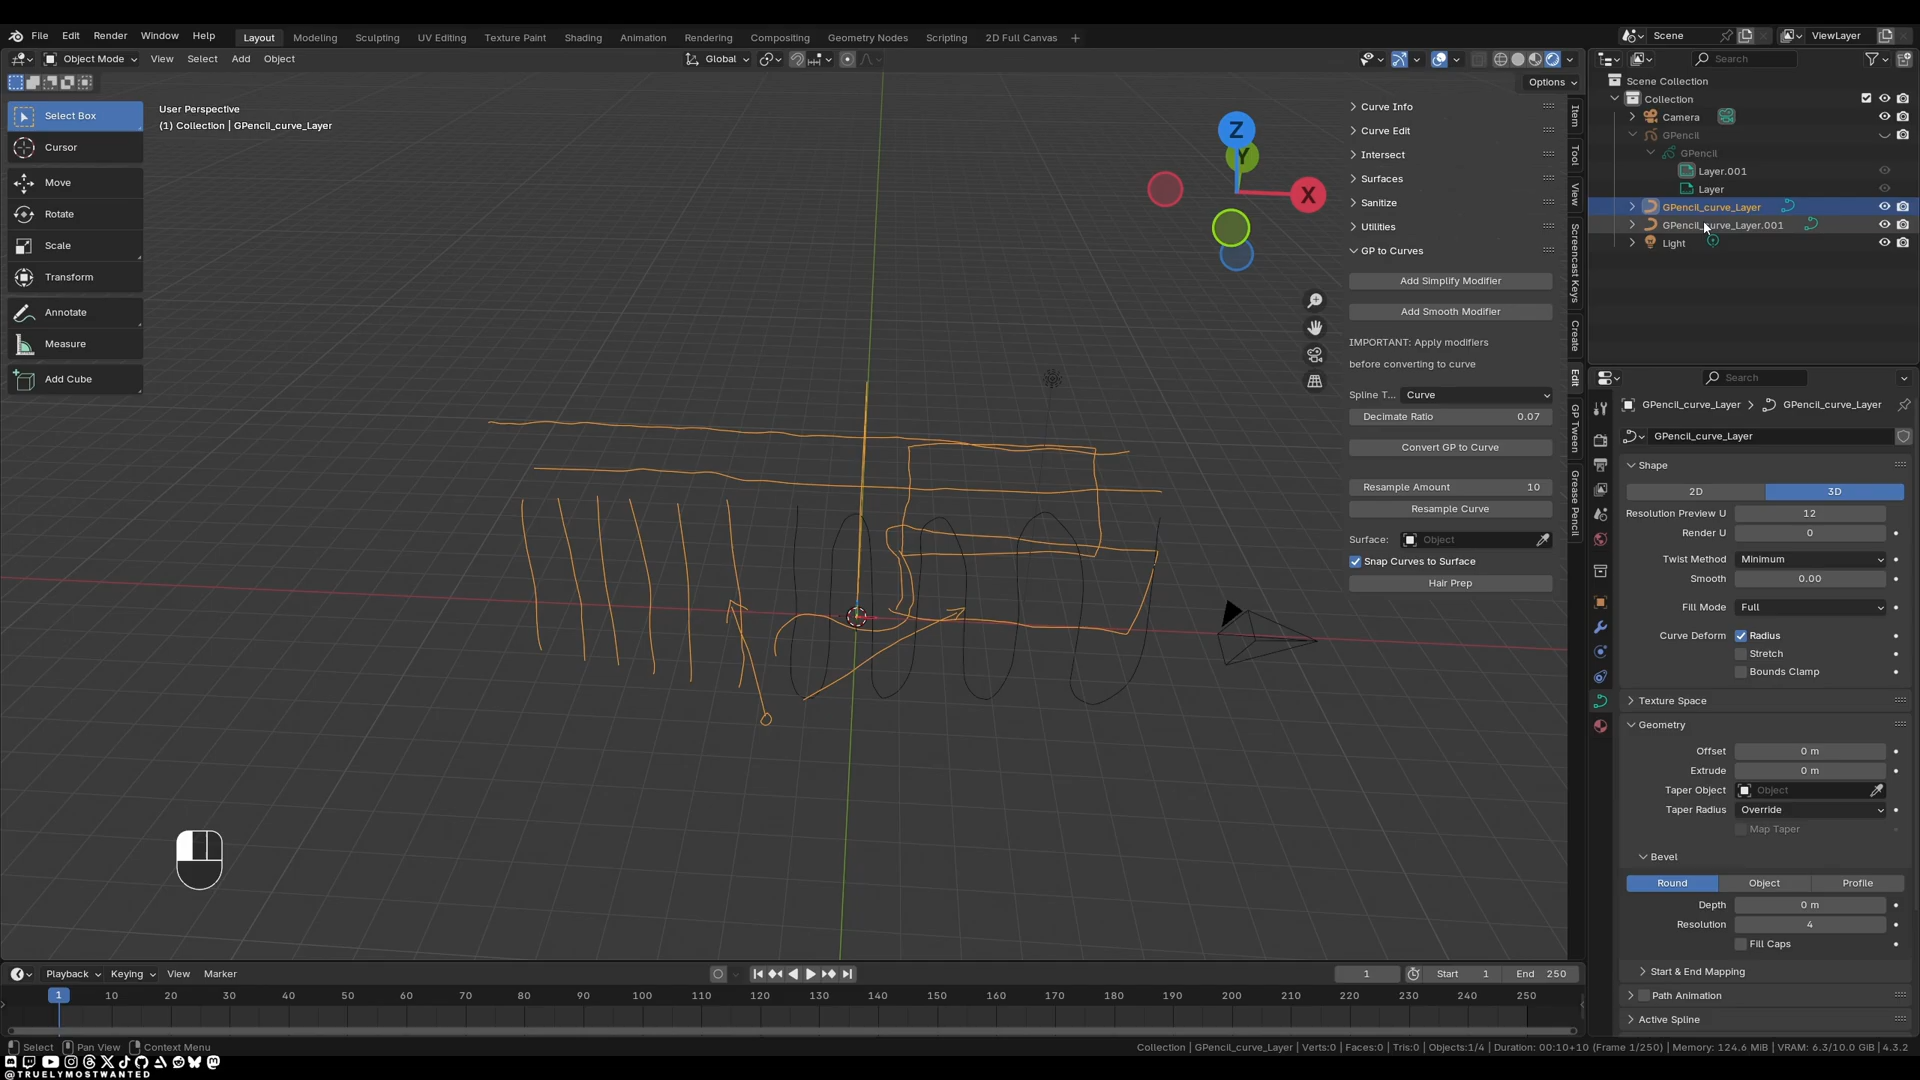 File Edit Render Window Help Layout Modeling Sculpting UV Editing Texture Paint Shading Animation Rendering Compositing Geometry Nodes Scripting 2D Full Canvas + Scene ViewLayer
Object Mode View Select Add Object Global Search
Options
Select Box
Cursor
Move
Rotate
Scale
Transform
Annotate
Measure
Add Cube
User Perspective
(1) Collection | GPencil_curve_Layer
Z
Y
X
Curve Info
Curve Edit
Intersect
Surfaces
Sanitize
Utilities
GP to Curves
Add Simplify Modifier
Add Smooth Modifier
IMPORTANT: Apply modifiers
before converting to curve
Spline T... Curve
Decimate Ratio 0.07
Convert GP to Curve
Resample Amount 10
Resample Curve
Surface: Object
Snap Curves to Surface
Hair Prep
Item
Tool
View
Screencast Keys
Create
Edit
GP Tween
Grease Pencil
Scene Collection
Collection
Camera
GPencil
GPencil
Layer.001
Layer
GPencil_curve_Layer
GPencil_curve_Layer.001
Light
Search
GPencil_curve_Layer > GPencil_curve_Layer
GPencil_curve_Layer
Shape
2D 3D
Resolution Preview U 12
Render U 0
Twist Method Minimum
Smooth 0.00
Fill Mode Full
Curve Deform Radius
Stretch
Bounds Clamp
Texture Space
Geometry
Offset 0 m
Extrude 0 m
Taper Object Object
Taper Radius Override
Map Taper
Bevel
Round Object Profile
Depth 0 m
Resolution 4
Fill Caps
Start & End Mapping
Path Animation
Active Spline
Playback Keying View Marker 1 Start 1 End 250
1 10 20 30 40 50 60 70 80 90 100 110 120 130 140 150 160 170 180 190 200 210 220 230 240 250
Select Pan View Context Menu Collection | GPencil_curve_Layer | Verts:0 | Faces:0 | Tris:0 | Objects:1/4 | Duration: 00:10+10 (Frame 1/250) | Memory: 124.6 MiB | VRAM: 6.3/10.0 GiB | 4.3.2
@TRUELYMOSTWANTED